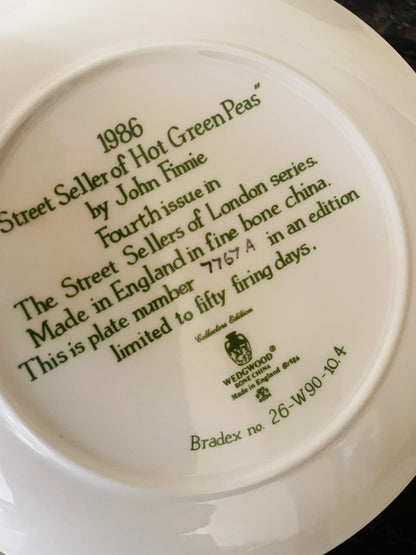 1986
Street Seller of Hot Green Peas"
by John Finnie
Fourth issue in
The Street Sellers of London series.
Made in England in fine bone china.
This is plate number 7767 A in an edition
limited to fifty firing days.
Collectors Edition
WEDGWOOD®
BONE CHINA
Made in England ©1986
Bradex no. 26-W90-10.4